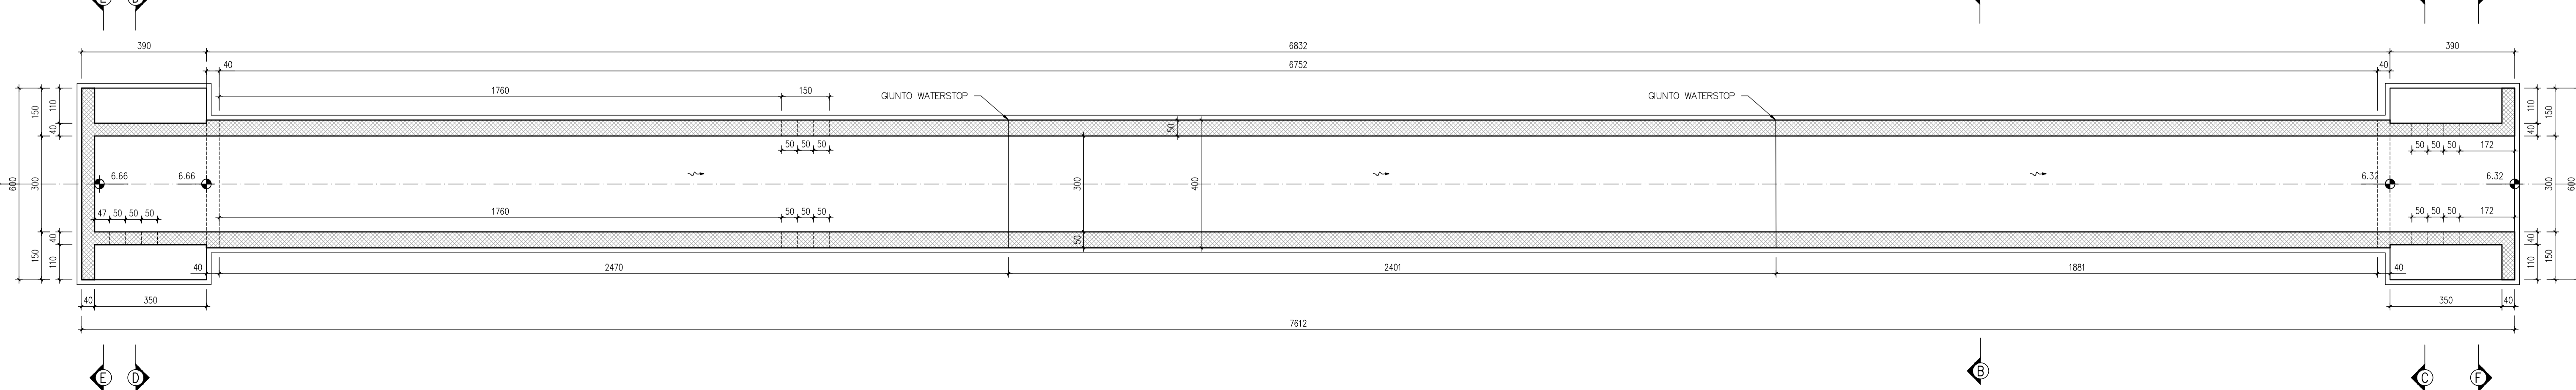 E D
390 6832 390
40 6752 40
1760 150 GIUNTO WATERSTOP GIUNTO WATERSTOP
600 150 300 150 110 40 40 110
50 50 50 50 50 50 50 172
6.66 6.66 300 400 6.32 6.32
47 50 50 50 1760 50 50 50 50 50 50 50 172
110 40 40 110 150 300 150 600
40 2470 2401 1881 40
40 350 350 40
7612
E D B C F